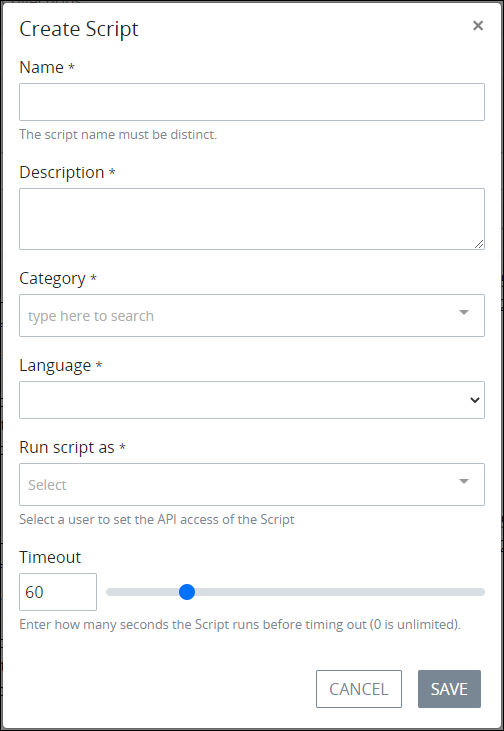 Create Script
×
Name *
The script name must be distinct.
Description *
Category *
type here to search
Language *
Run script as *
Select
Select a user to set the API access of the Script
Timeout
60
Enter how many seconds the Script runs before timing out (0 is unlimited).
CANCEL SAVE